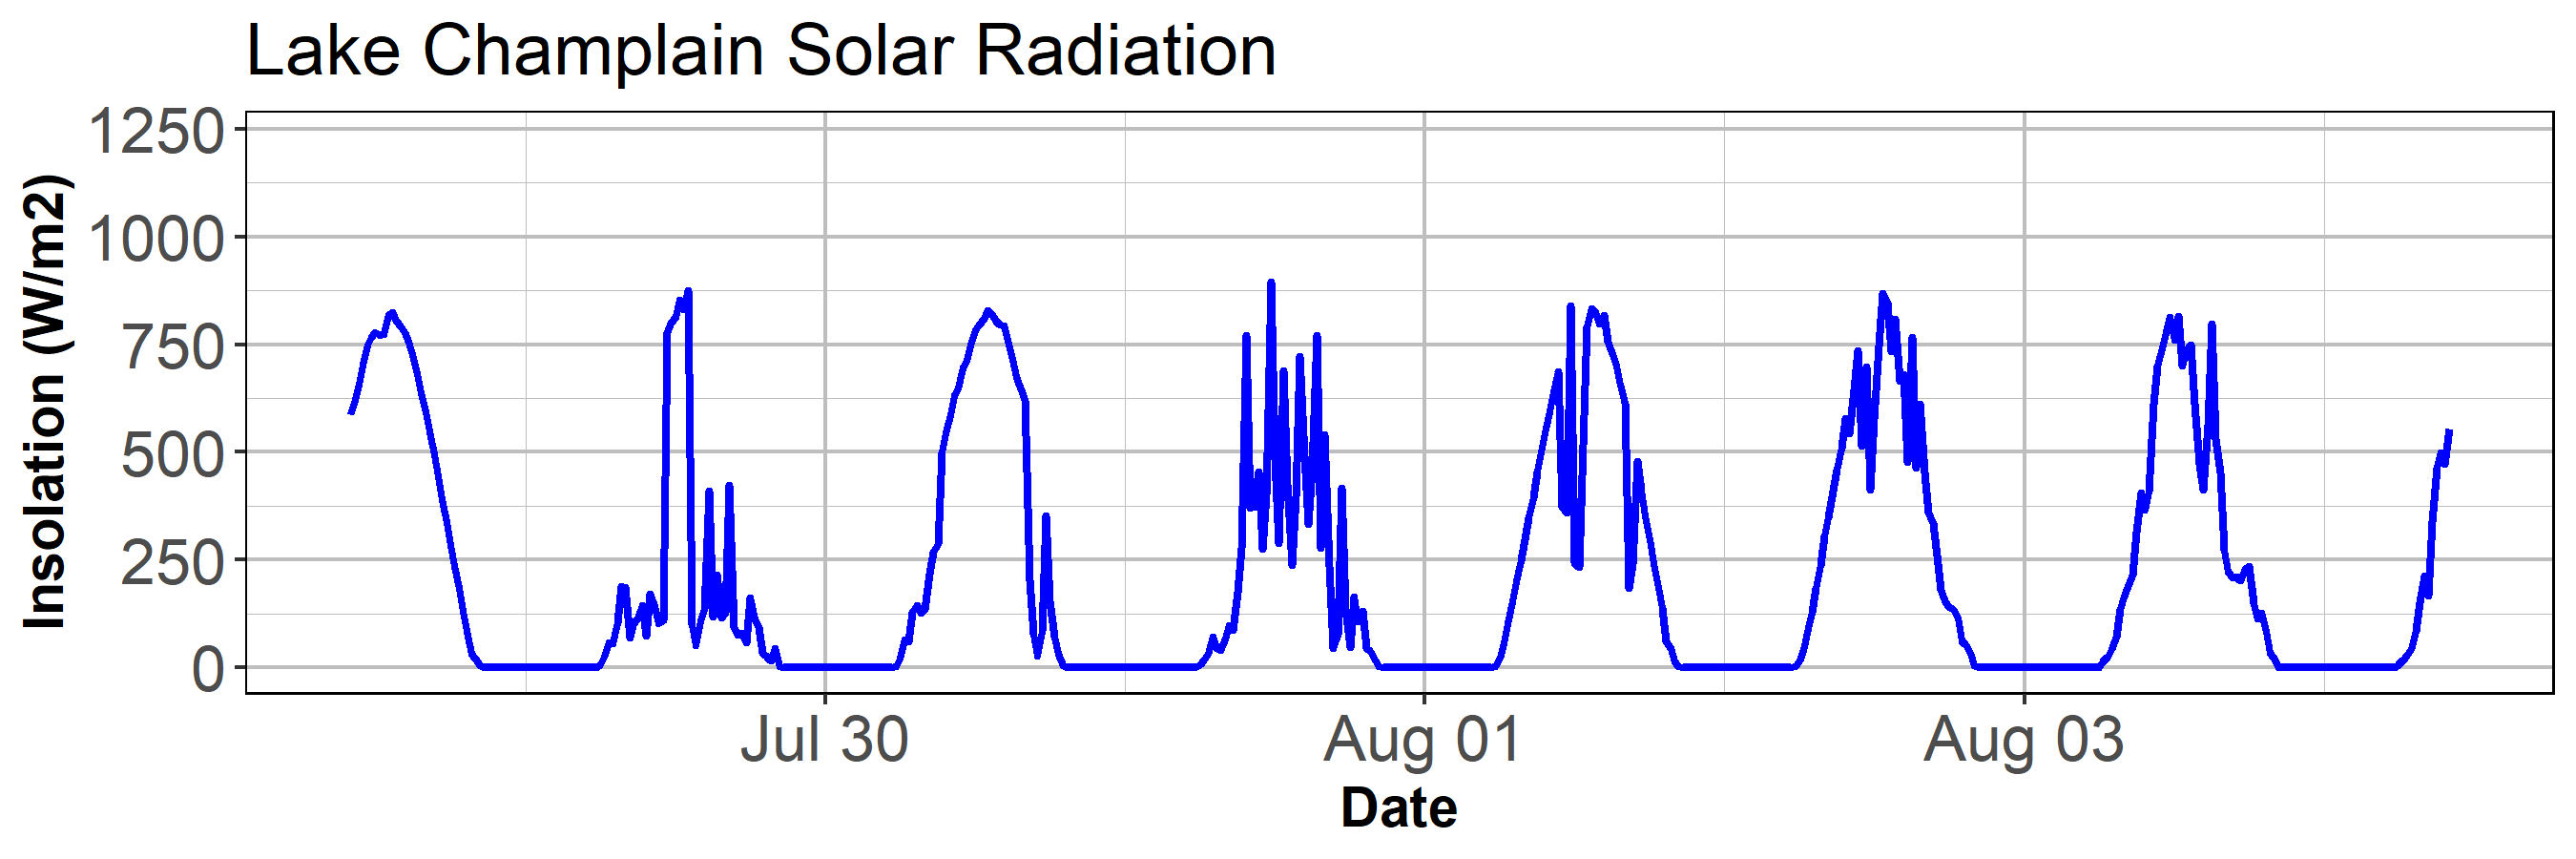 Lake Champlain Solar Radiation
1250
1000
750
500
250
0
Insolation (W/m2)
Jul 30
Aug 01
Aug 03
Date